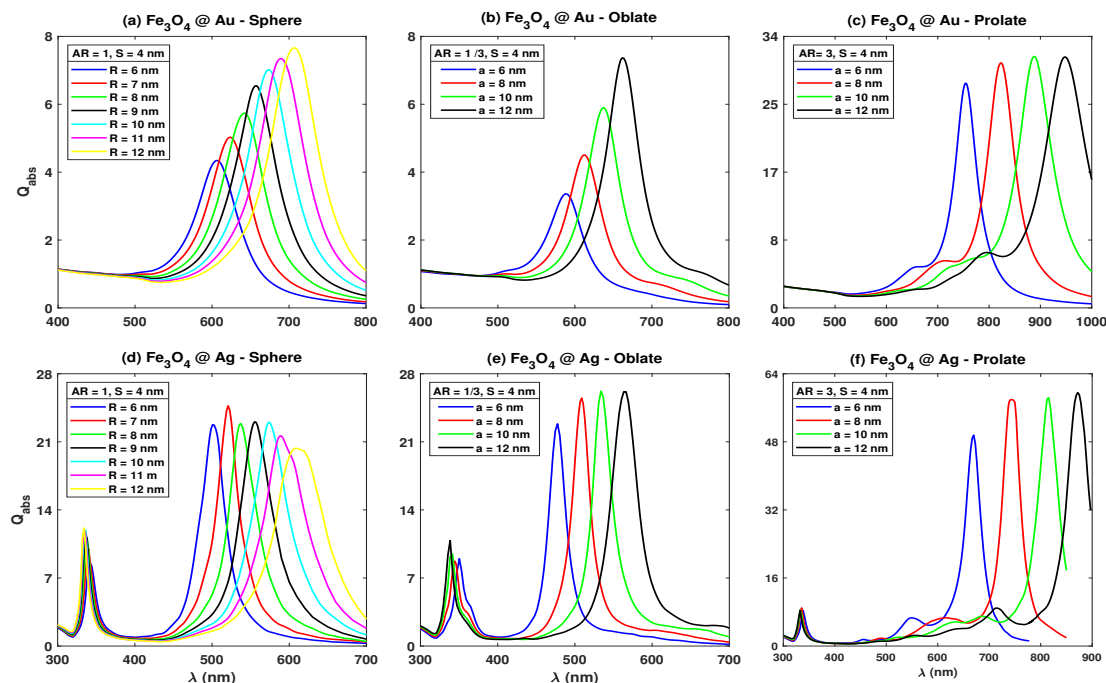 (a) Fe3O4 @ Au - Sphere
8
6
4
2
0
Qabs
AR = 1, S = 4 nm
R = 6 nm
R = 7 nm
R = 8 nm
R = 9 nm
R = 10 nm
R = 11 nm
R = 12 nm
400
500
600
700
800
(b) Fe3O4 @ Au - Oblate
8
6
4
2
0
AR = 1 /3, S = 4 nm
a = 6 nm
a = 8 nm
a = 10 nm
a = 12 nm
400
500
600
700
800
(c) Fe3O4 @ Au - Prolate
34
25
17
8
0
AR= 3, S = 4 nm
a = 6 nm
a = 8 nm
a = 10 nm
a = 12 nm
400
500
600
700
800
900
1000
(d) Fe3O4 @ Ag - Sphere
28
21
14
7
0
Qabs
AR = 1, S = 4 nm
R = 6 nm
R = 7 nm
R = 8 nm
R = 9 nm
R = 10 nm
R = 11 m
R = 12 nm
300
400
500
600
700
λ (nm)
(e) Fe3O4 @ Ag - Oblate
28
21
14
7
0
AR = 1/3, S = 4 nm
a = 6 nm
a = 8 nm
a = 10 nm
a = 12 nm
300
400
500
600
700
λ (nm)
(f) Fe3O4 @ Ag - Prolate
64
48
32
16
0
AR = 3, S = 4 nm
a = 6 nm
a = 8 nm
a = 10 nm
a = 12 nm
300
400
500
600
700
800
900
λ (nm)